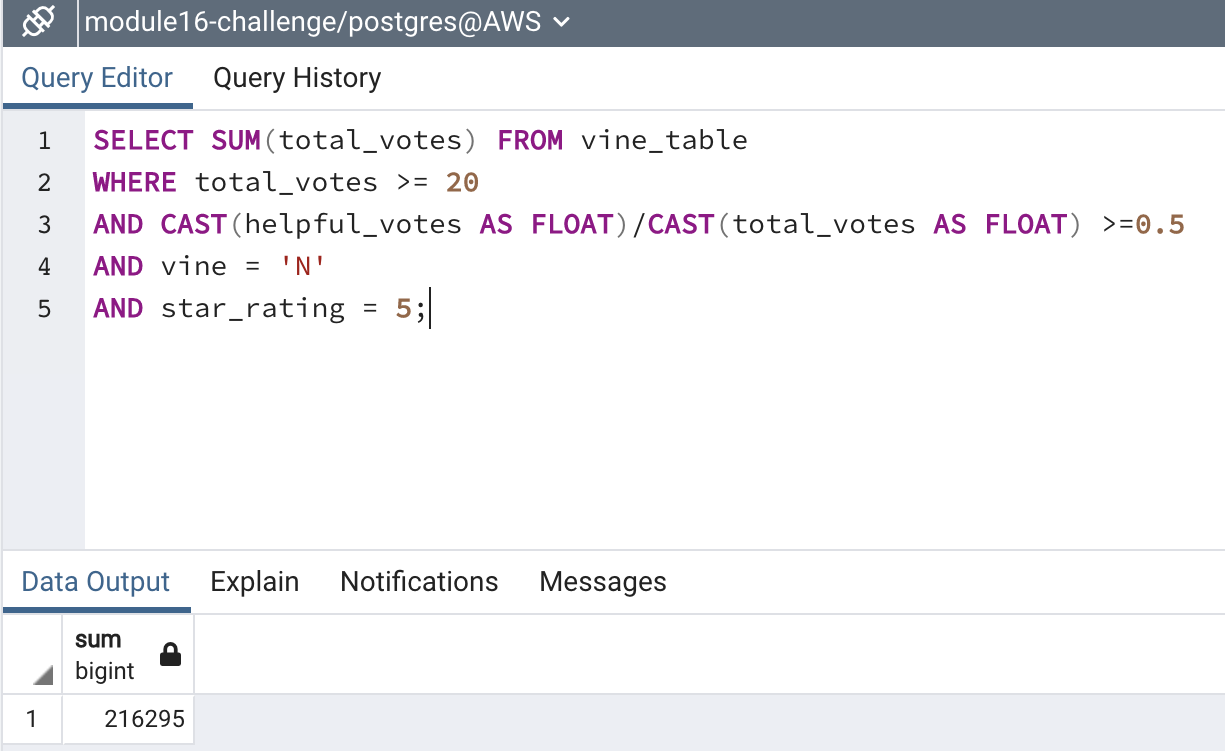 module16-challenge/postgres@AWS
Query Editor Query History
1 SELECT SUM(total_votes) FROM vine_table
2 WHERE total_votes >= 20
3 AND CAST(helpful_votes AS FLOAT)/CAST(total_votes AS FLOAT) >=0.5
4 AND vine = 'N'
5 AND star_rating = 5;
Data Output Explain Notifications Messages
sum
bigint
1 216295